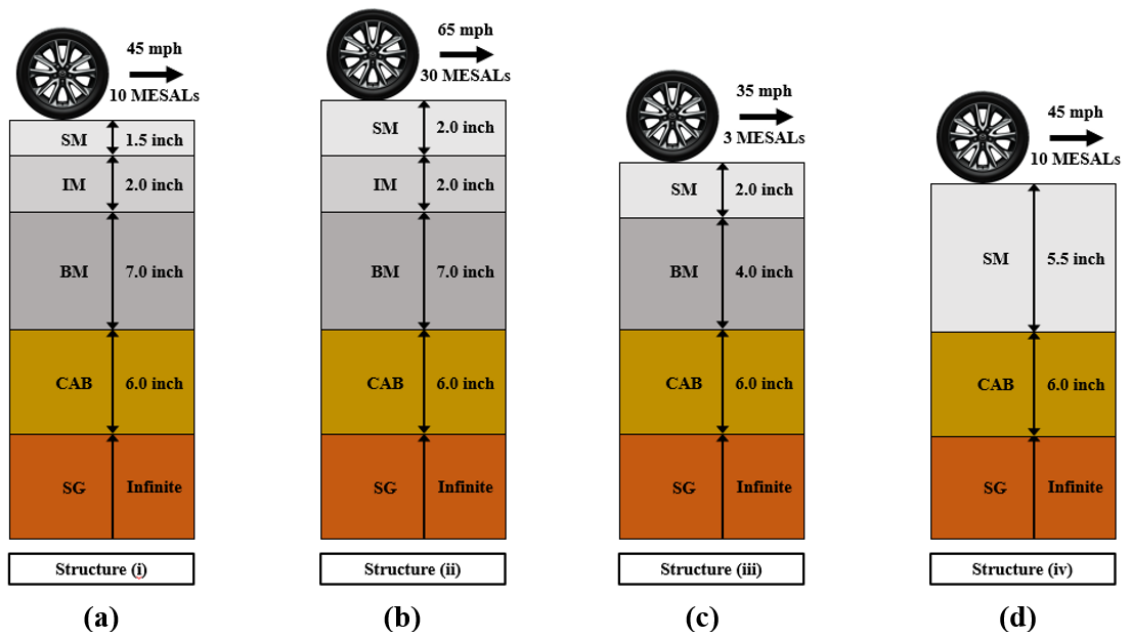 45 mph
10 MESALs
SM 1.5 inch
IM 2.0 inch
BM 7.0 inch
CAB 6.0 inch
SG Infinite
Structure (i)
(a)
65 mph
30 MESALs
SM 2.0 inch
IM 2.0 inch
BM 7.0 inch
CAB 6.0 inch
SG Infinite
Structure (ii)
(b)
35 mph
3 MESALs
SM 2.0 inch
BM 4.0 inch
CAB 6.0 inch
SG Infinite
Structure (iii)
(c)
45 mph
10 MESALs
SM 5.5 inch
CAB 6.0 inch
SG Infinite
Structure (iv)
(d)